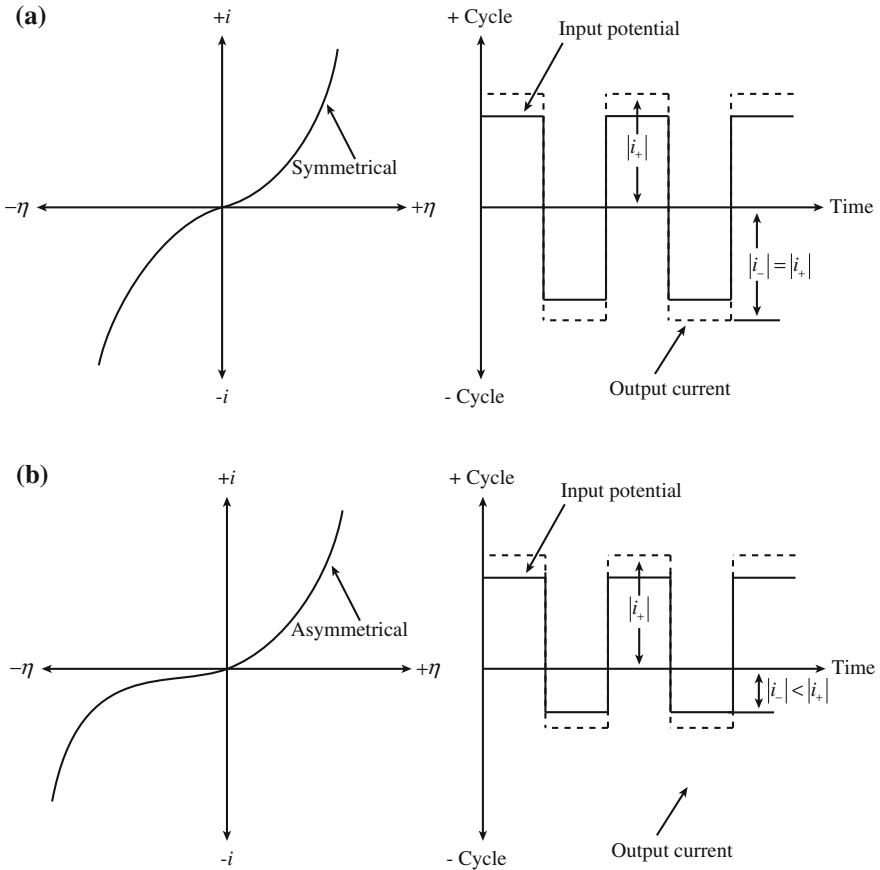 (a)
+i
Symmetrical
−η
+η
-i
+ Cycle
Input potential
|i₊|
Time
|i₋| = |i₊|
Output current
- Cycle
(b)
+i
Asymmetrical
−η
+η
-i
+ Cycle
Input potential
|i₊|
Time
|i₋| < |i₊|
Output current
- Cycle